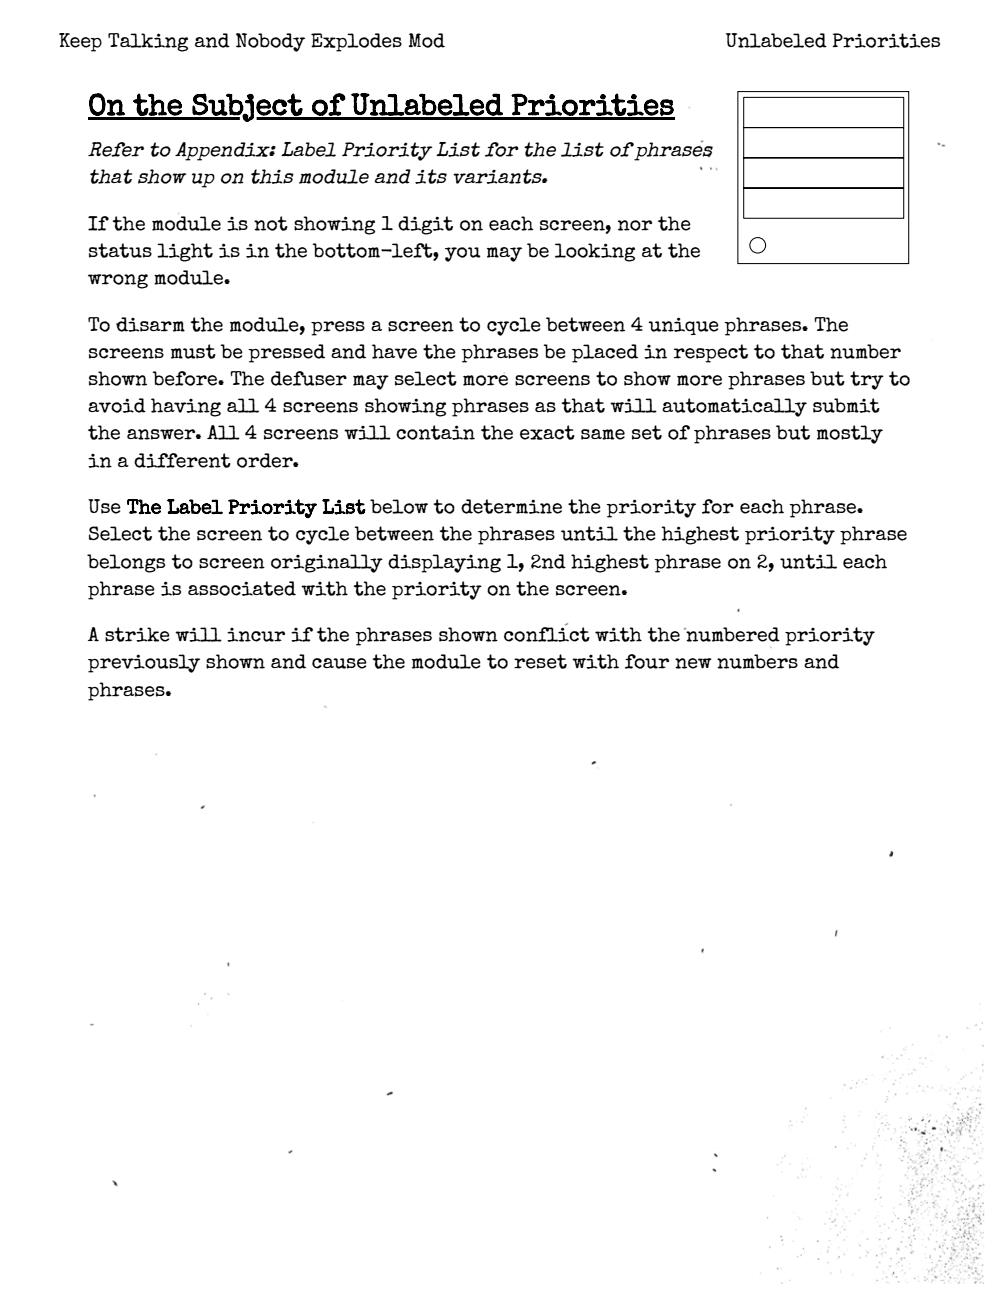 Keep Talking and Nobody Explodes Mod
Unlabeled Priorities
On the Subject of Unlabeled Priorities
Refer to Appendix: Label Priority List for the list of phrases
that show up on this module and its variants.
If the module is not showing 1 digit on each screen, nor the
status light is in the bottom-left, you may be looking at the
wrong module.
To disarm the module, press a screen to cycle between 4 unique phrases. The
screens must be pressed and have the phrases be placed in respect to that number
shown before. The defuser may select more screens to show more phrases but try to
avoid having all 4 screens showing phrases as that will automatically submit
the answer. All 4 screens will contain the exact same set of phrases but mostly
in a different order.
Use The Label Priority List below to determine the priority for each phrase.
Select the screen to cycle between the phrases until the highest priority phrase
belongs to screen originally displaying 1, 2nd highest phrase on 2, until each
phrase is associated with the priority on the screen.
A strike will incur if the phrases shown conflict with the numbered priority
previously shown and cause the module to reset with four new numbers and
phrases.